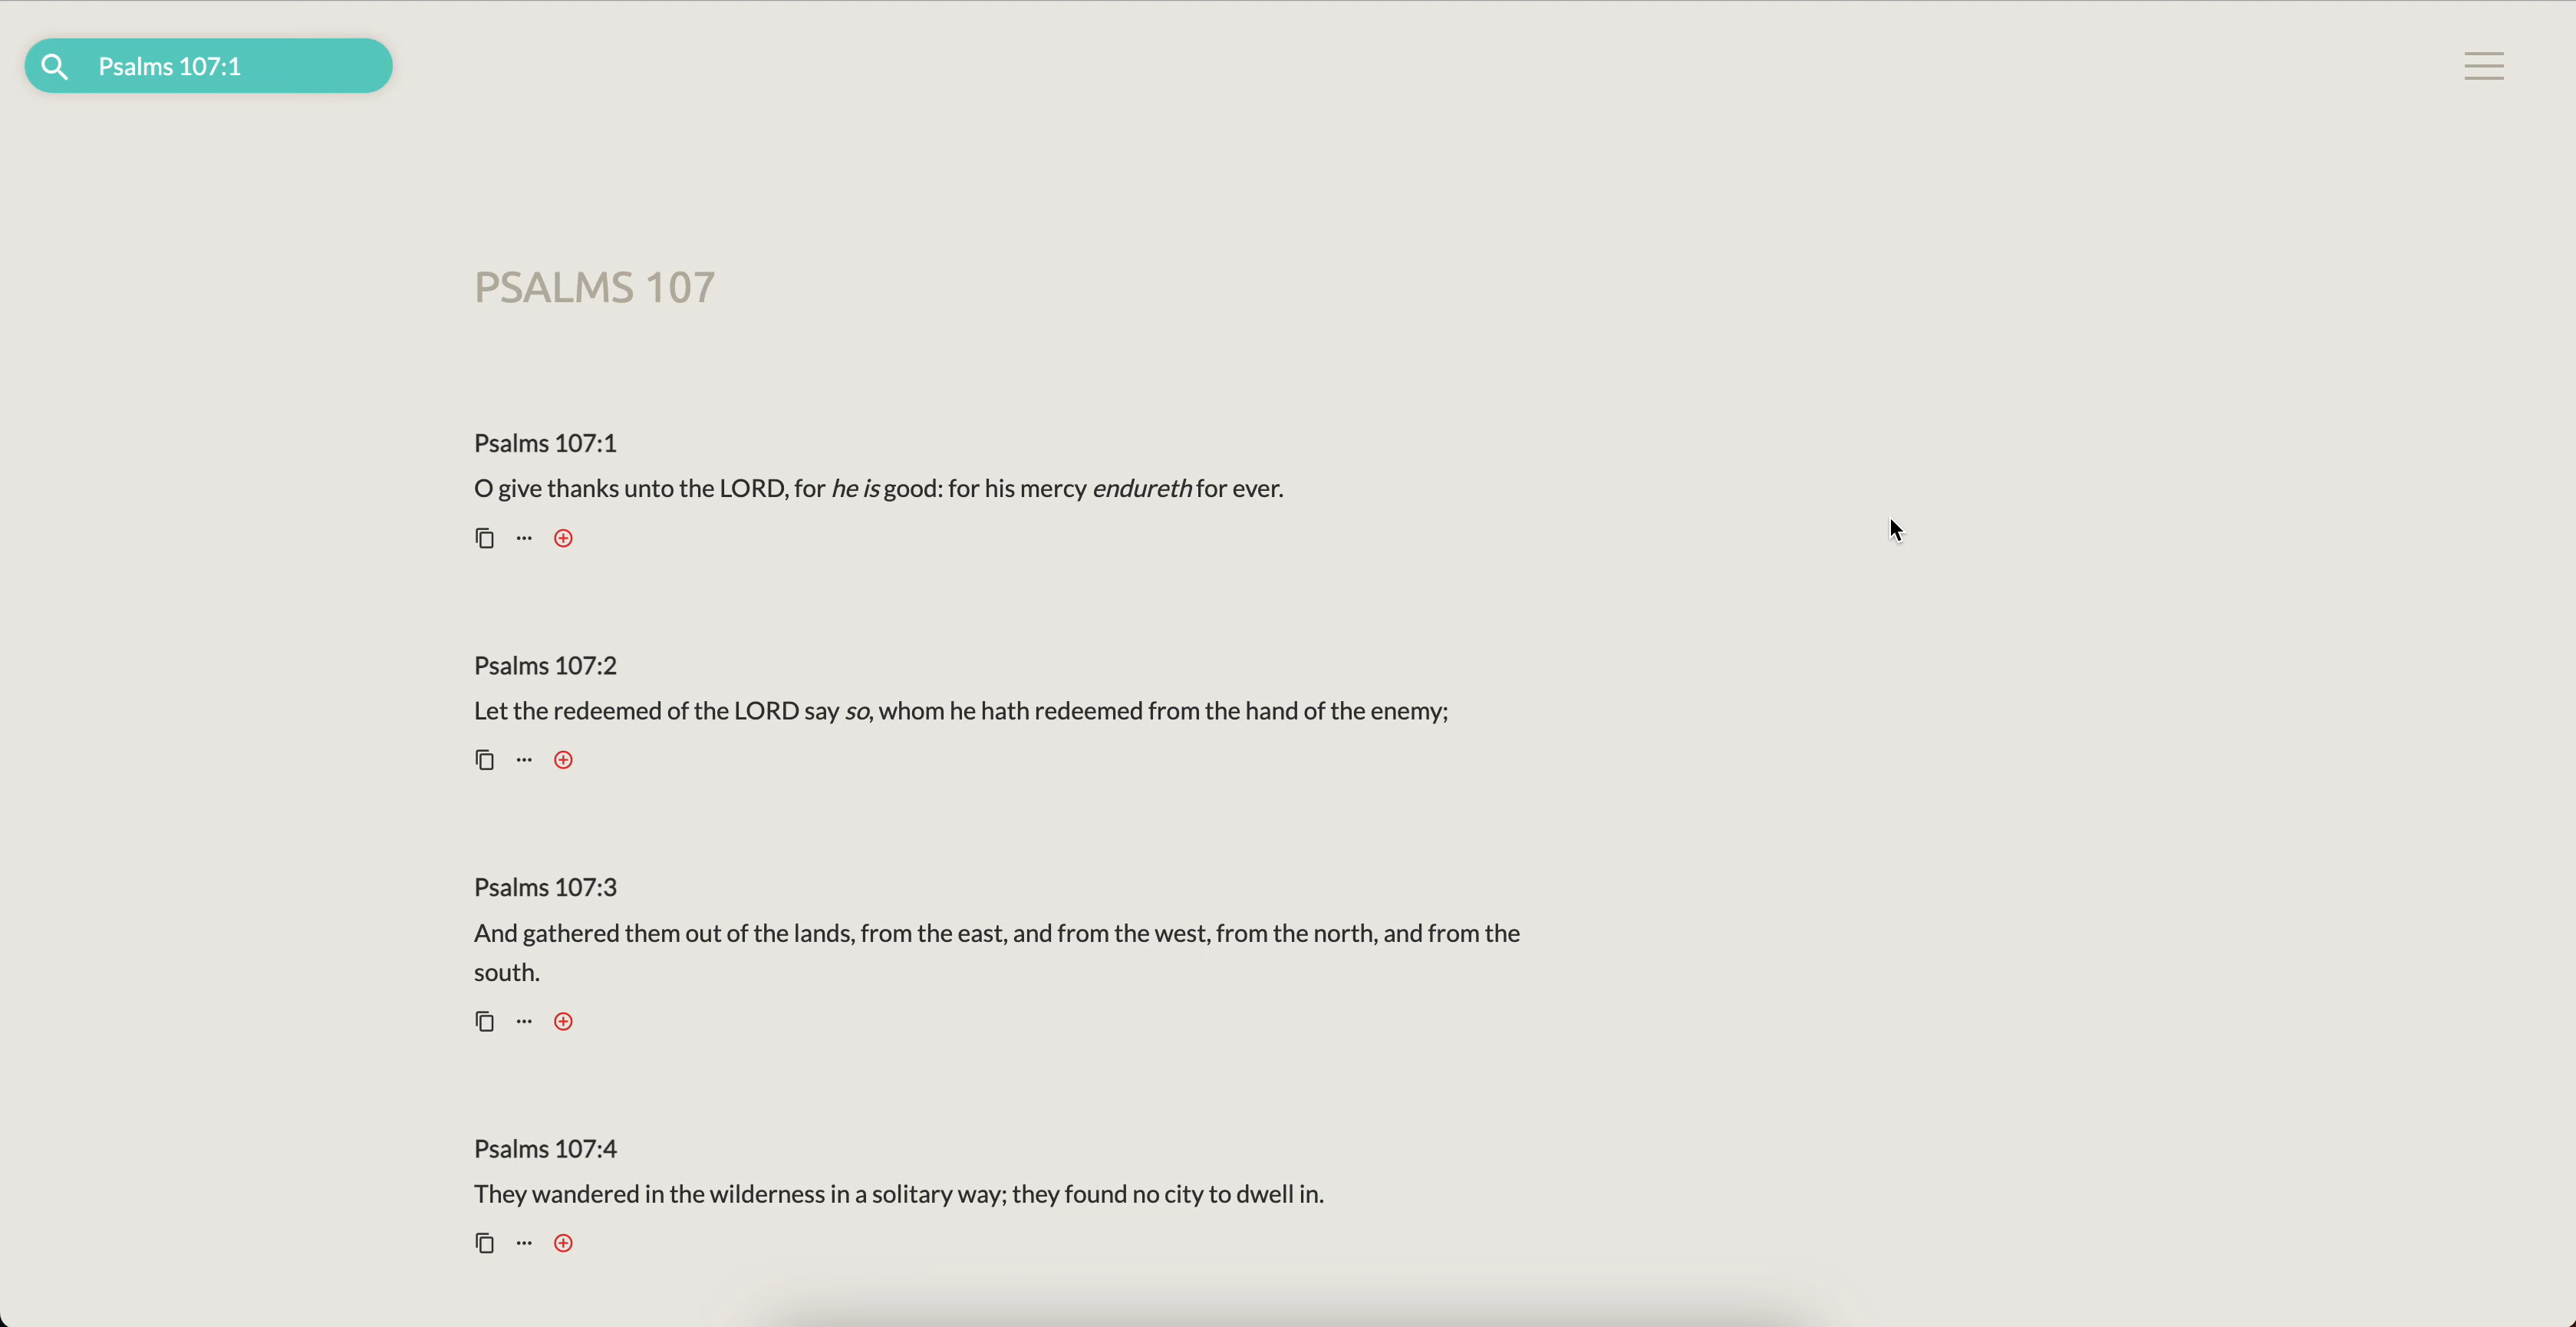 Psalms 107:1
PSALMS 107
Psalms 107:1
O give thanks unto the LORD, for he is good: for his mercy endureth for ever.
Psalms 107:2
Let the redeemed of the LORD say so, whom he hath redeemed from the hand of the enemy;
Psalms 107:3
And gathered them out of the lands, from the east, and from the west, from the north, and from the
south.
Psalms 107:4
They wandered in the wilderness in a solitary way; they found no city to dwell in.